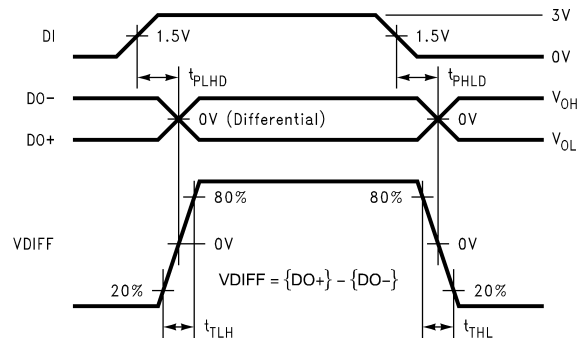 3V
DI
1.5V
1.5V
0V
tPLHD
tPHLD
DO-
VOH
0V (Differential)
0V
DO+
VOL
80%
80%
VDIFF
0V
0V
VDIFF = {DO+} - {DO-}
20%
20%
tTLH
tTHL